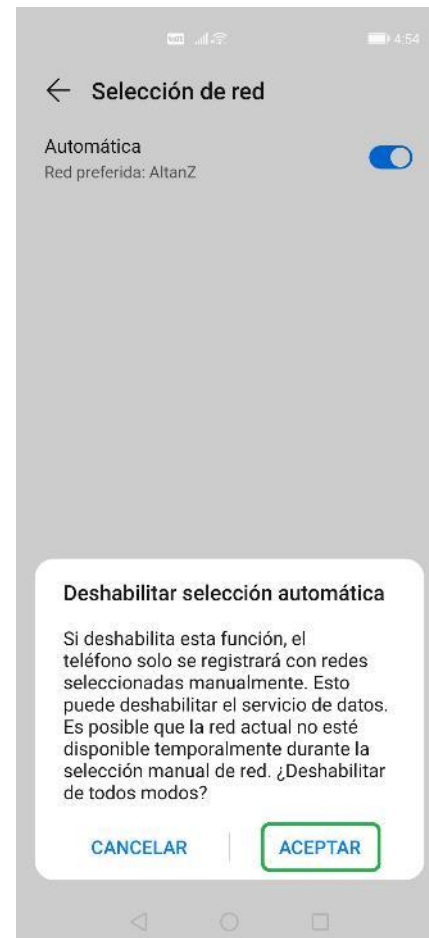 4:54
Selección de red
Automática
Red preferida: AltanZ
Deshabilitar selección automática
Si deshabilita esta función, el
teléfono solo se registrará con redes
seleccionadas manualmente. Esto
puede deshabilitar el servicio de datos.
Es posible que la red actual no esté
disponible temporalmente durante la
selección manual de red. ¿Deshabilitar
de todos modos?
CANCELAR ACEPTAR